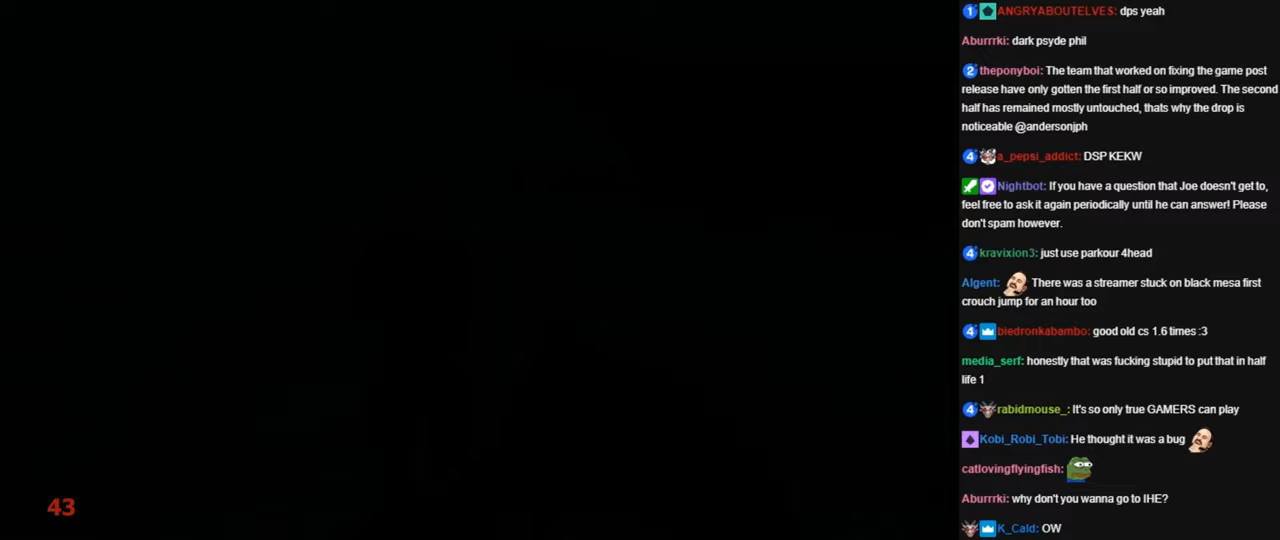 ANGRYABOUTELVES: dps yeah
Aburrrki: dark psyde phil
theponyboi: The team that worked on fixing the game post
release have only gotten the first half or so improved. The second
half has remained mostly untouched, thats why the drop is
noticeable @andersonjph
a_pepsi_addict: DSP KEKW
Nightbot: If you have a question that Joe doesn't get to,
feel free to ask it again periodically until he can answer! Please
don't spam however.
kravixion3: just use parkour 4head
Algent: There was a streamer stuck on black mesa first
crouch jump for an hour too
biedronkabambo: good old cs 1.6 times :3
media_serf: honestly that was fucking stupid to put that in half
life 1
rabidmouse_: It's so only true GAMERS can play
Kobi_Robi_Tobi: He thought it was a bug
catlovingflyingfish:
Aburrrki: why don't you wanna go to IHE?
K_Cald: OW
43